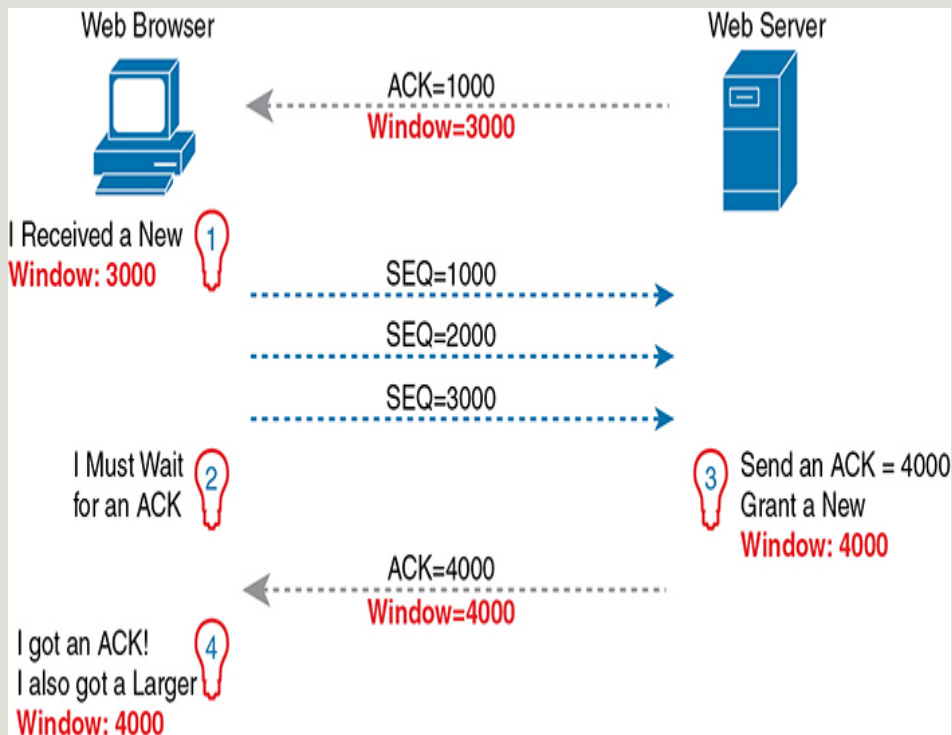 Web Browser
Web Server
ACK=1000
Window=3000
I Received a New
Window: 3000
1
SEQ=1000
SEQ=2000
SEQ=3000
I Must Wait
for an ACK
2
3
Send an ACK = 4000
Grant a New
Window: 4000
ACK=4000
Window=4000
I got an ACK!
I also got a Larger
Window: 4000
4